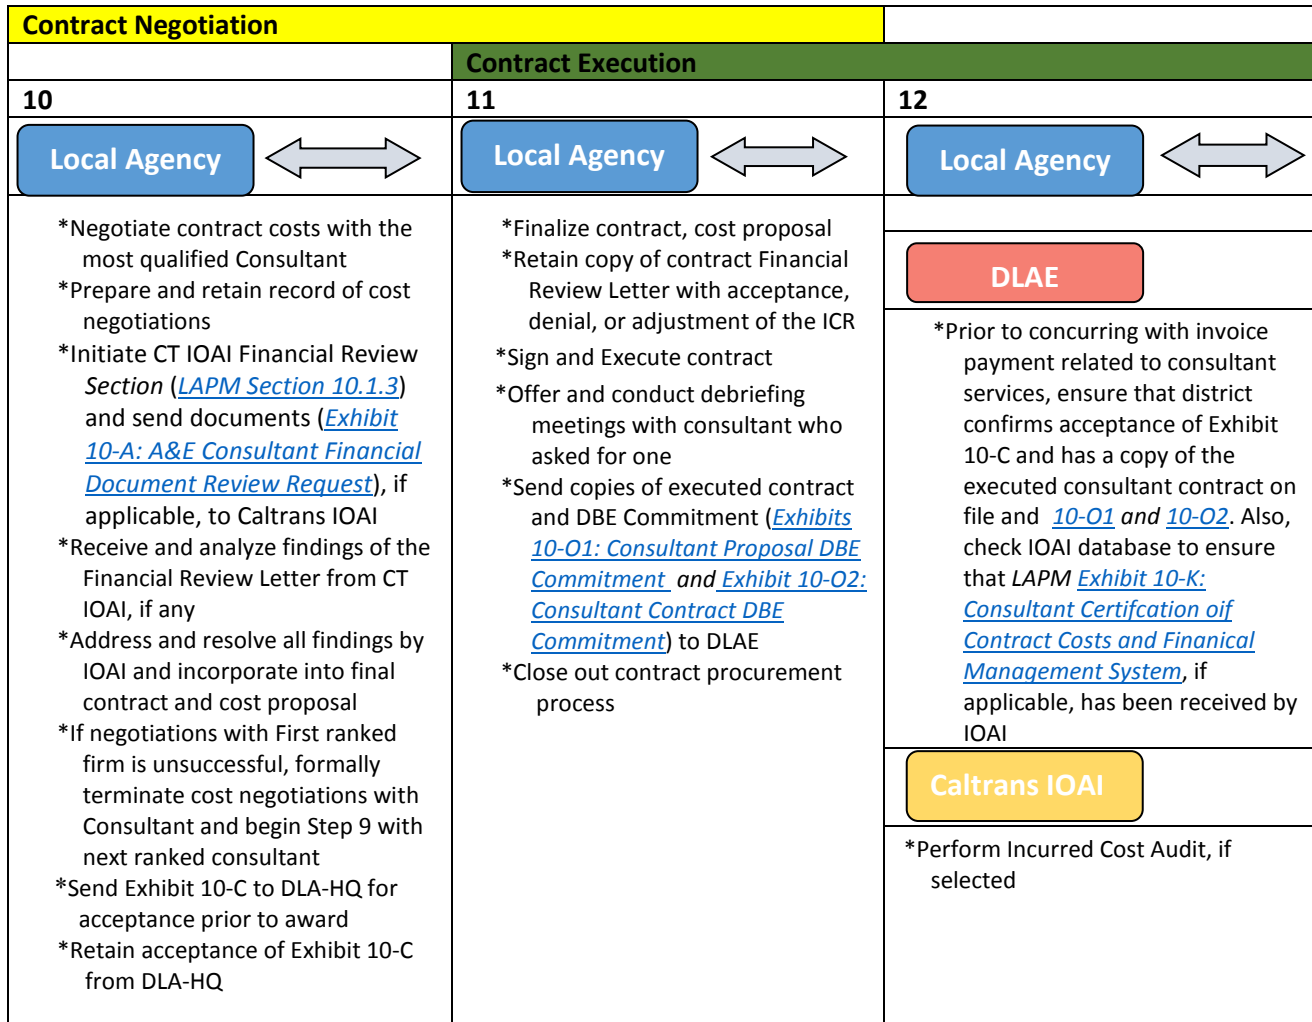 Contract Negotiation
Contract Execution
10
11
12
Local Agency
Local Agency
Local Agency
*Negotiate contract costs with the
most qualified Consultant
*Prepare and retain record of cost
negotiations
*Initiate CT IOAI Financial Review
Section (LAPM Section 10.1.3)
and send documents (Exhibit
10-A: A&E Consultant Financial
Document Review Request), if
applicable, to Caltrans IOAI
*Receive and analyze findings of the
Financial Review Letter from CT
IOAI, if any
*Address and resolve all findings by
IOAI and incorporate into final
contract and cost proposal
*If negotiations with First ranked
firm is unsuccessful, formally
terminate cost negotiations with
Consultant and begin Step 9 with
next ranked consultant
*Send Exhibit 10-C to DLA-HQ for
acceptance prior to award
*Retain acceptance of Exhibit 10-C
from DLA-HQ
*Finalize contract, cost proposal
*Retain copy of contract Financial
Review Letter with acceptance,
denial, or adjustment of the ICR
*Sign and Execute contract
*Offer and conduct debriefing
meetings with consultant who
asked for one
*Send copies of executed contract
and DBE Commitment (Exhibits
10-O1: Consultant Proposal DBE
Commitment and Exhibit 10-O2:
Consultant Contract DBE
Commitment) to DLAE
*Close out contract procurement
process
DLAE
*Prior to concurring with invoice
payment related to consultant
services, ensure that district
confirms acceptance of Exhibit
10-C and has a copy of the
executed consultant contract on
file and 10-O1 and 10-O2. Also,
check IOAI database to ensure
that LAPM Exhibit 10-K:
Consultant Certifcation oif
Contract Costs and Finanical
Management System, if
applicable, has been received by
IOAI
Caltrans IOAI
*Perform Incurred Cost Audit, if
selected